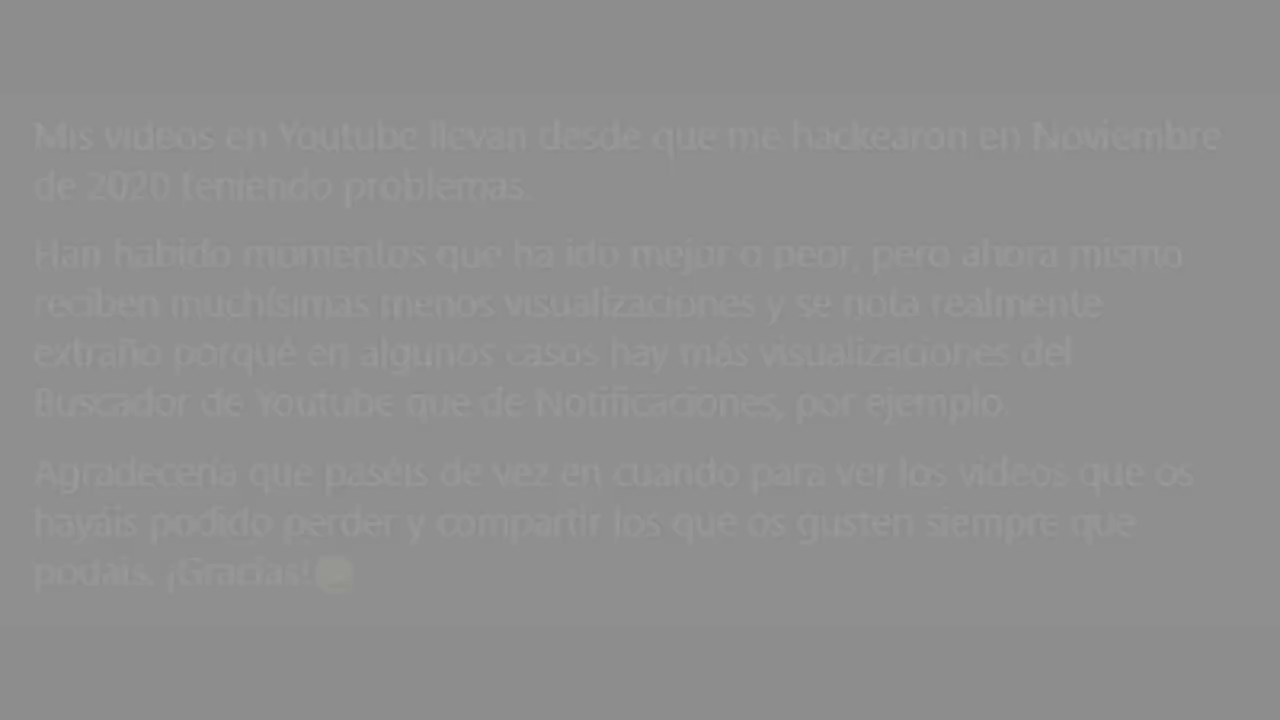 Mis videos en Youtube llevan desde que me hackearon en Noviembre
de 2020 teniendo problemas.
Han habido momentos que ha ido mejor o peor, pero ahora mismo
reciben muchísimas menos visualizaciones y se nota realmente
extraño porqué en algunos casos hay más visualizaciones del
Buscador de Youtube que de Notificaciones, por ejemplo.
Agradecería que paséis de vez en cuando para ver los videos que os
hayáis podido perder y compartir los que os gusten siempre que
podáis. ¡Gracias!